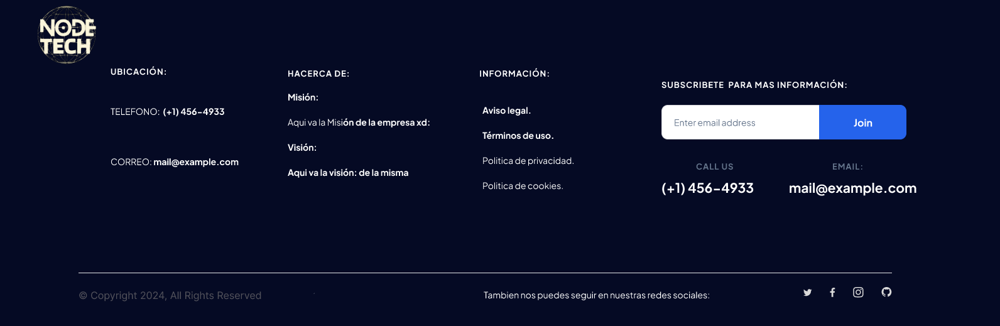 NODE
TECH
UBICACIÓN:
TELEFONO: (+1) 456-4933
CORREO: mail@example.com
HACERCA DE:
Misión:
Aqui va la Misión de la empresa xd:
Visión:
Aqui va la visión: de la misma
INFORMACIÓN:
Aviso legal.
Términos de uso.
Politica de privacidad.
Politica de cookies.
SUBSCRIBETE PARA MAS INFORMACIÓN:
Enter email address
Join
CALL US
(+1) 456-4933
EMAIL:
mail@example.com
© Copyright 2024, All Rights Reserved
Tambien nos puedes seguir en nuestras redes sociales: